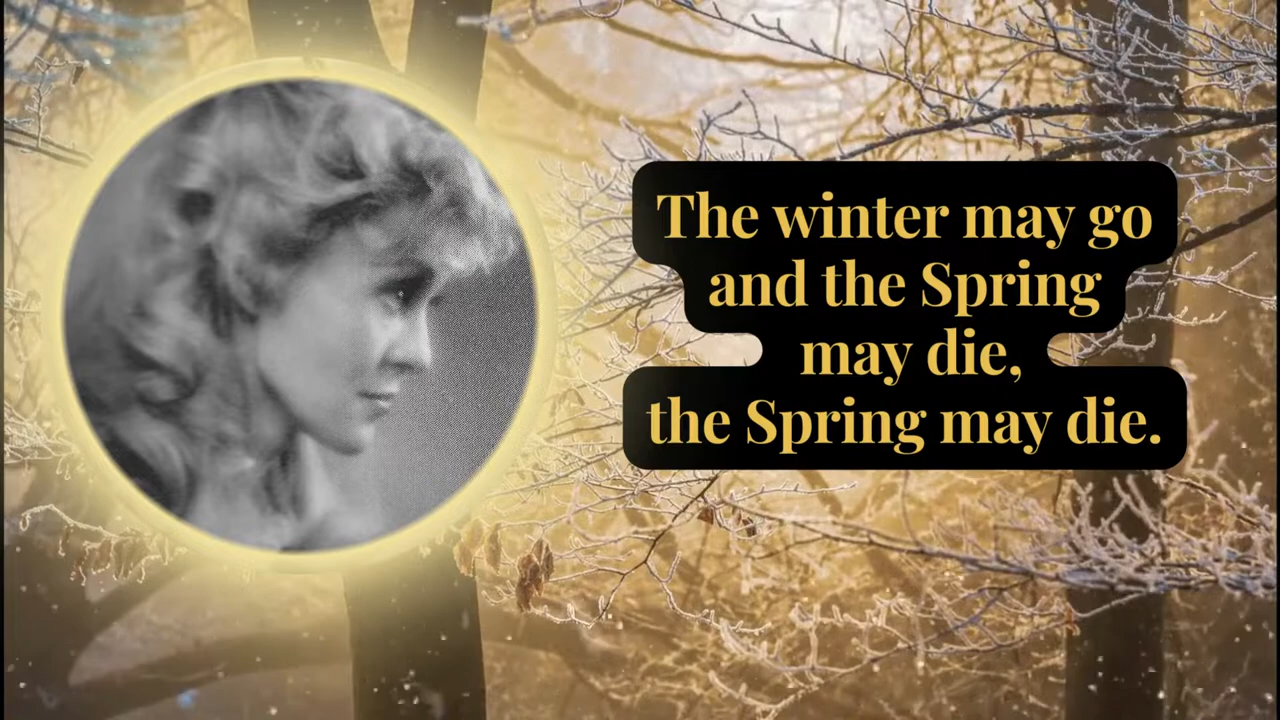 The winter may go
and the Spring
may die,
the Spring may die.